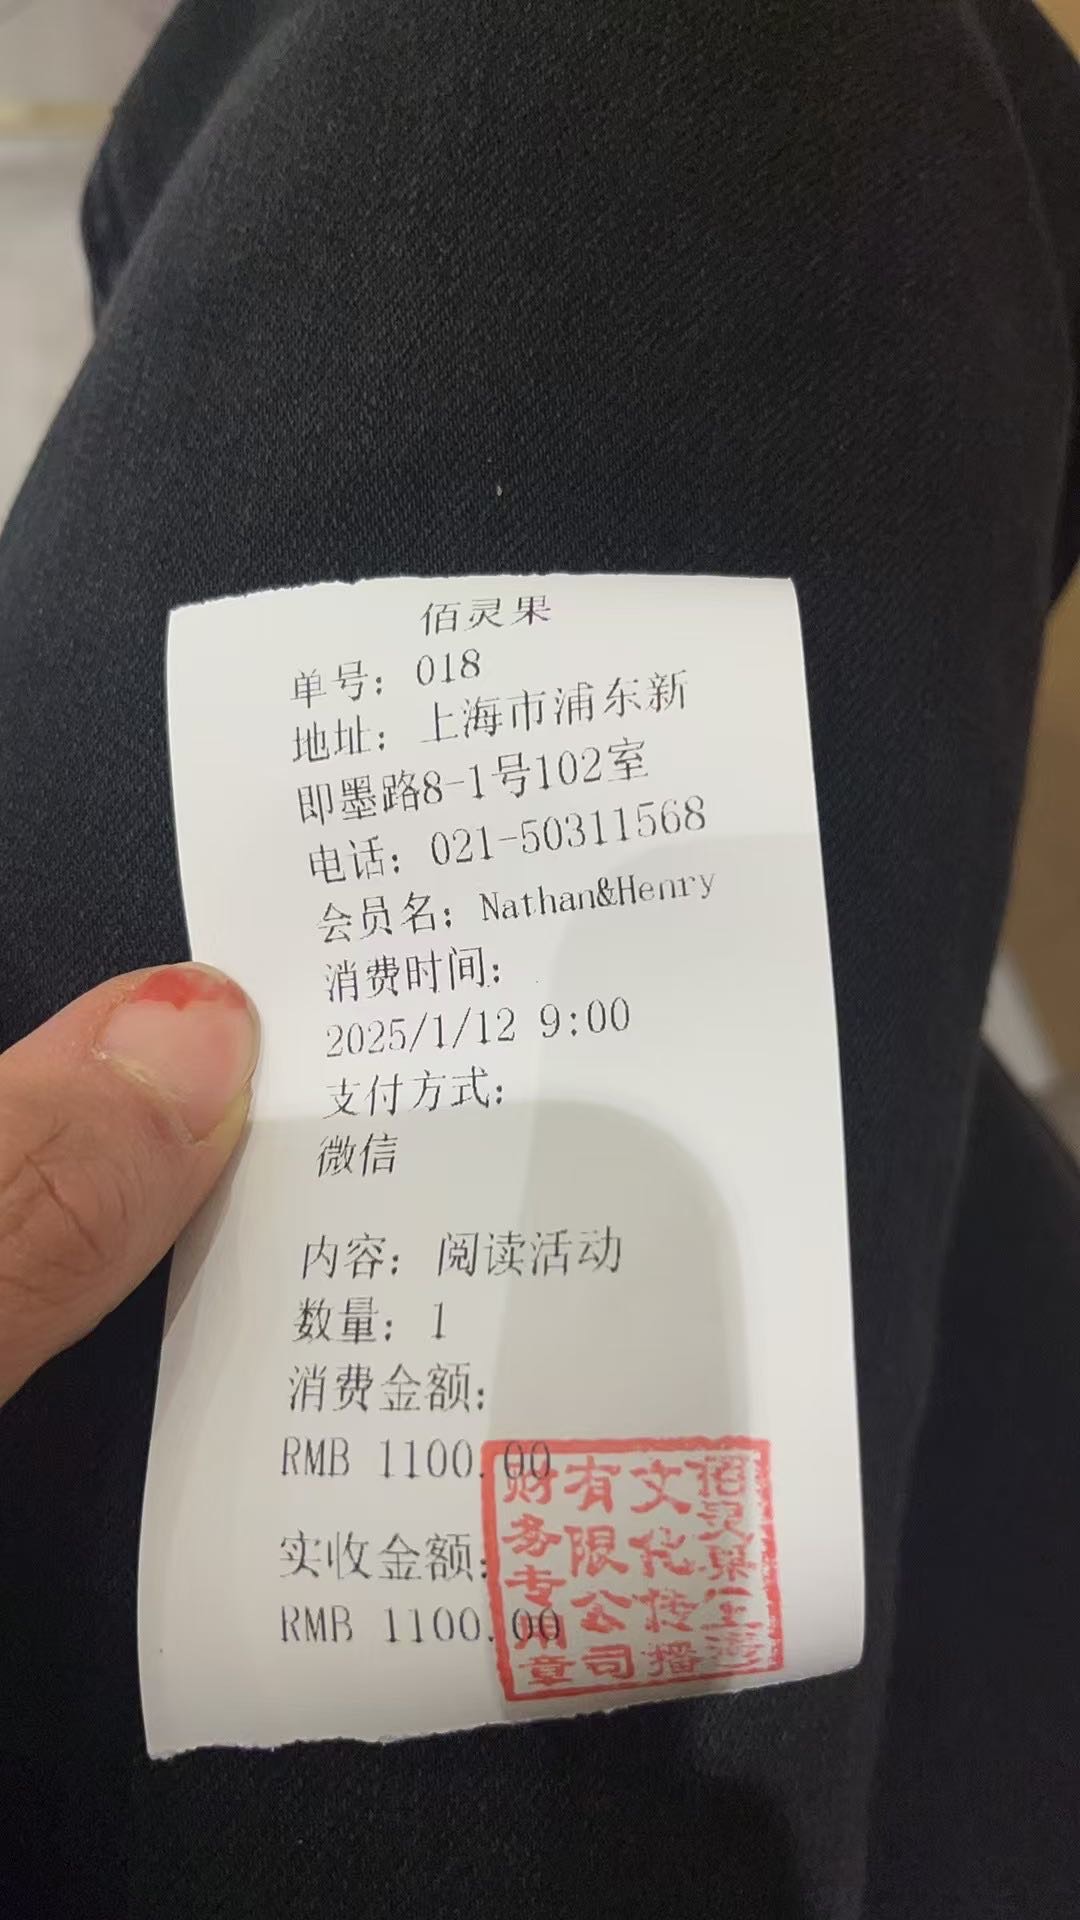 佰灵果
单号：018
地址：上海市浦东新
即墨路8-1号102室
电话：021-50311568
会员名：Nathan&Henry
消费时间：
2025/1/12 9:00
支付方式：
微信
内容：阅读活动
数量：1
消费金额：
RMB 1100.00
实收金额：
RMB 1100.00
佰灵果（上海）
文化传播
有限公司
财务专用章